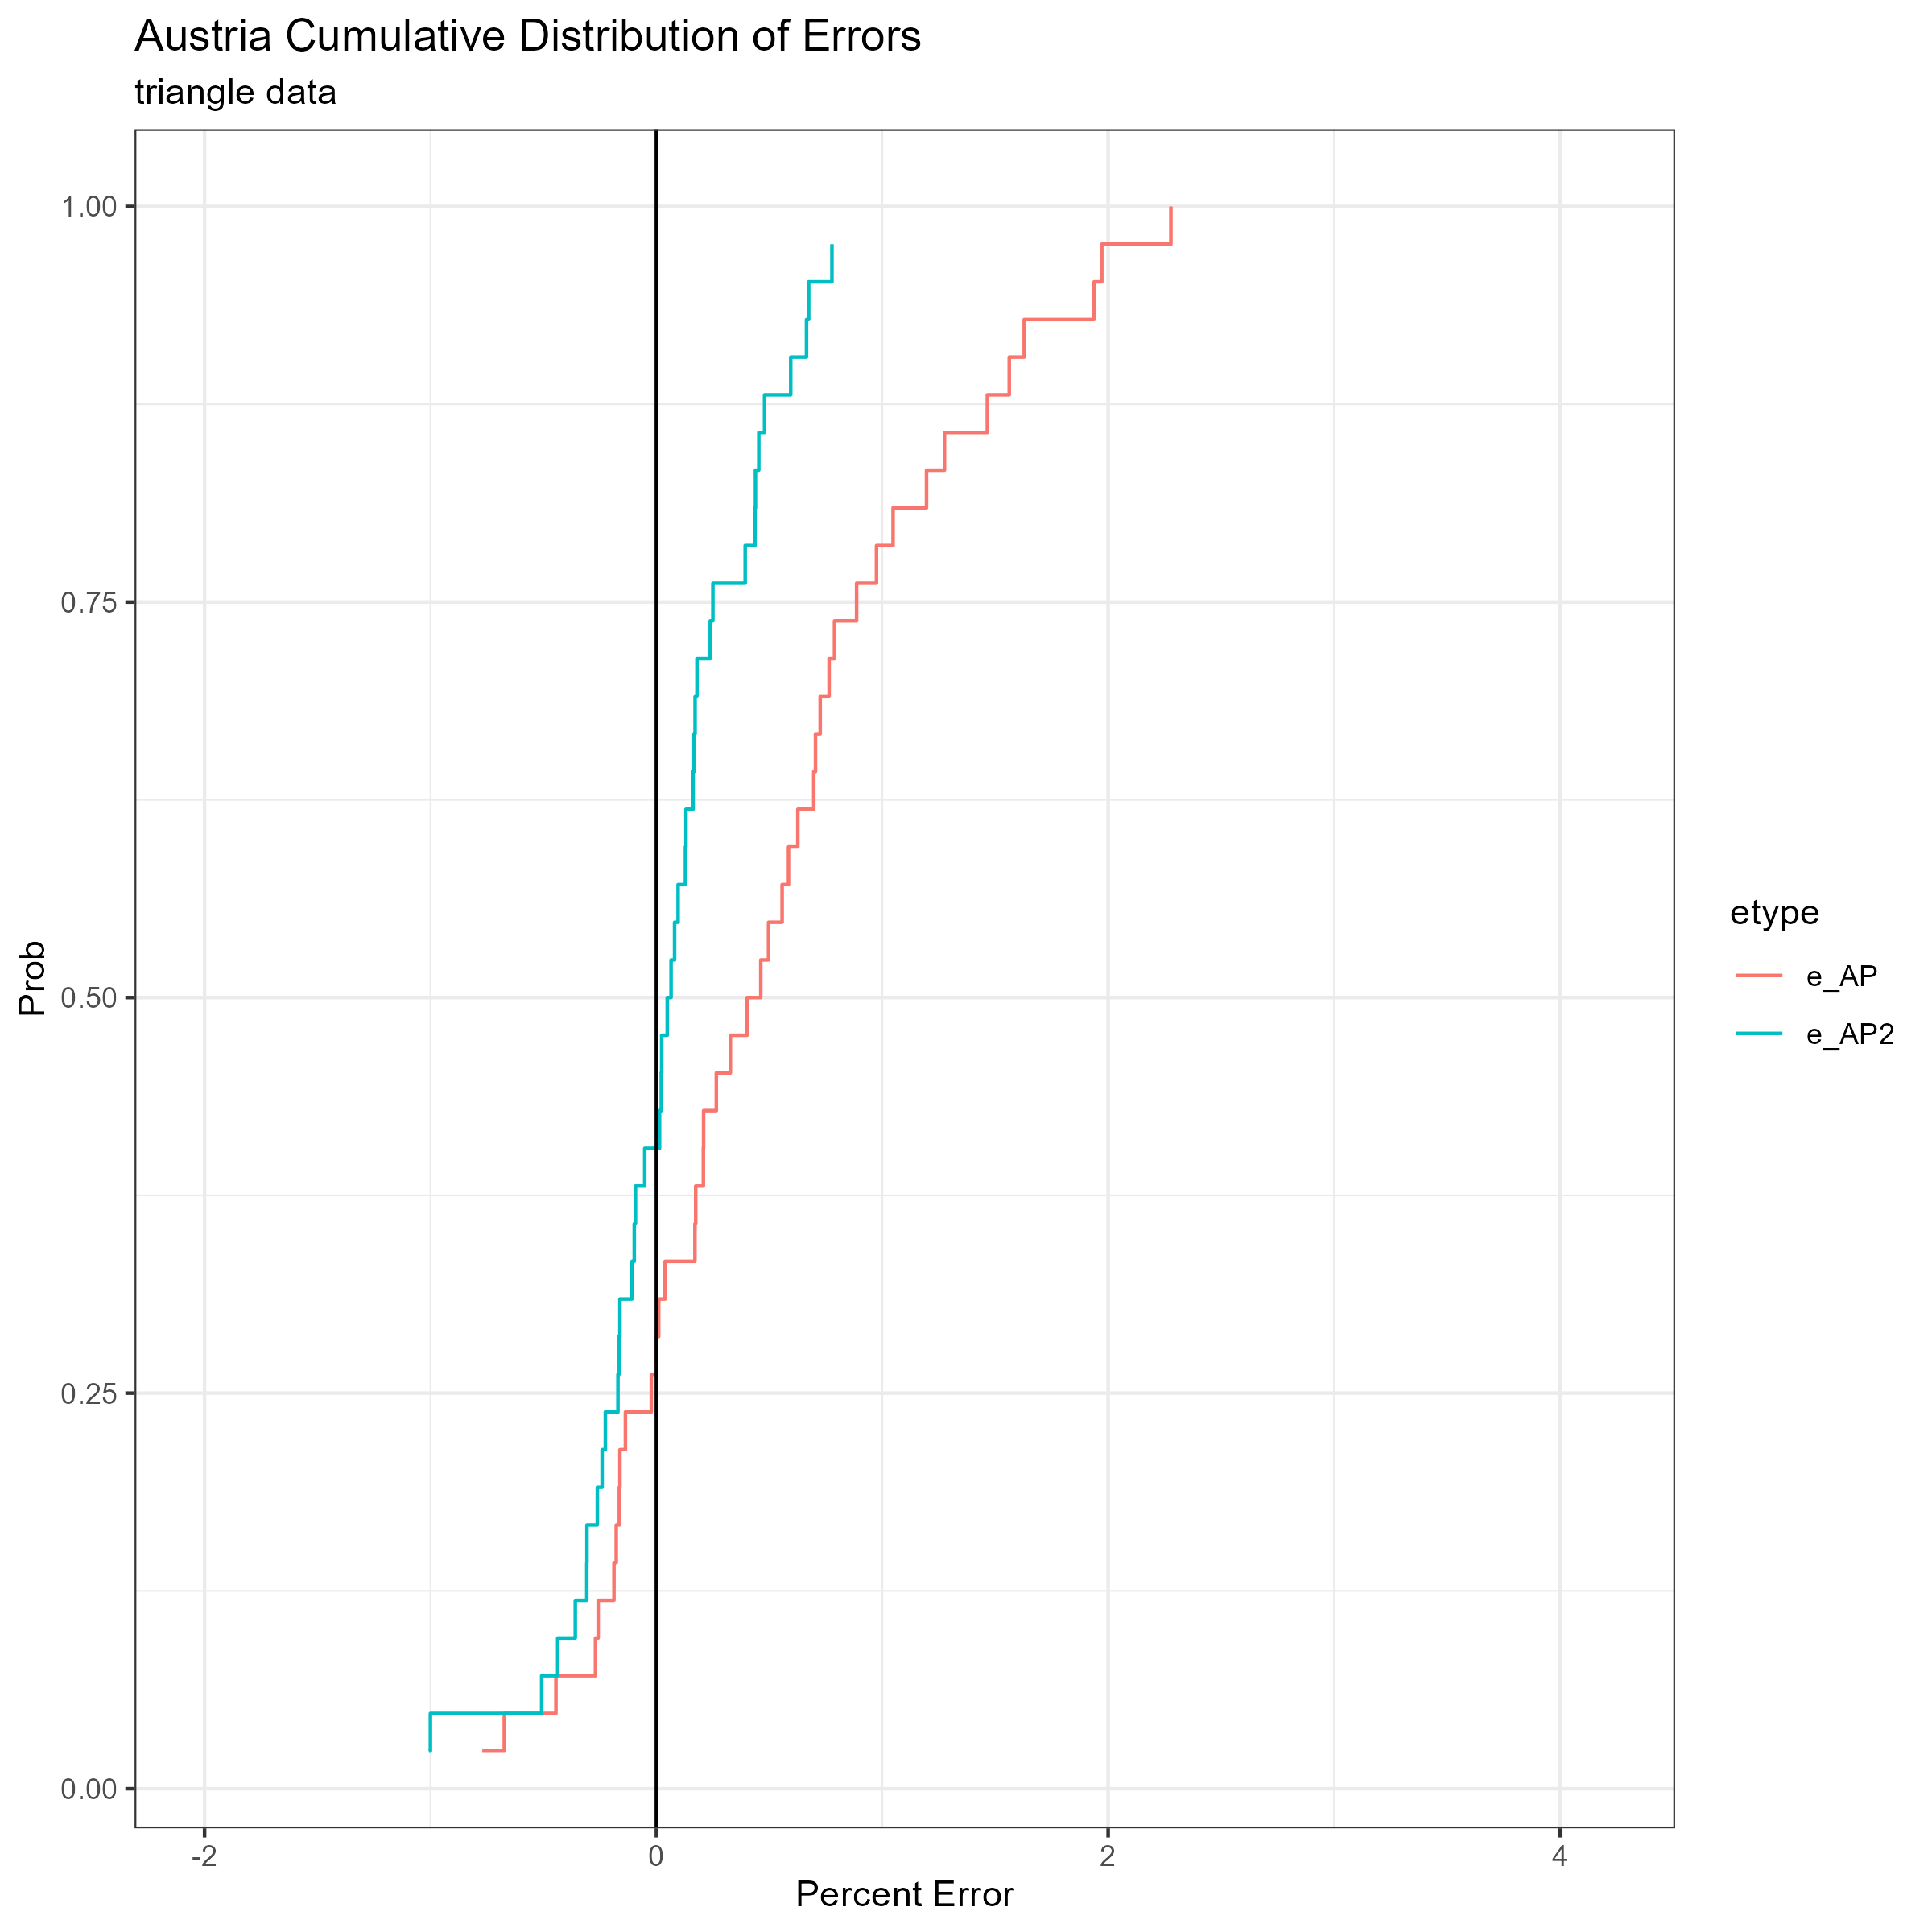 Austria Cumulative Distribution of Errors
triangle data
1.00
0.75
0.50
0.25
0.00
Prob
-2
0
2
4
Percent Error
etype
e_AP
e_AP2